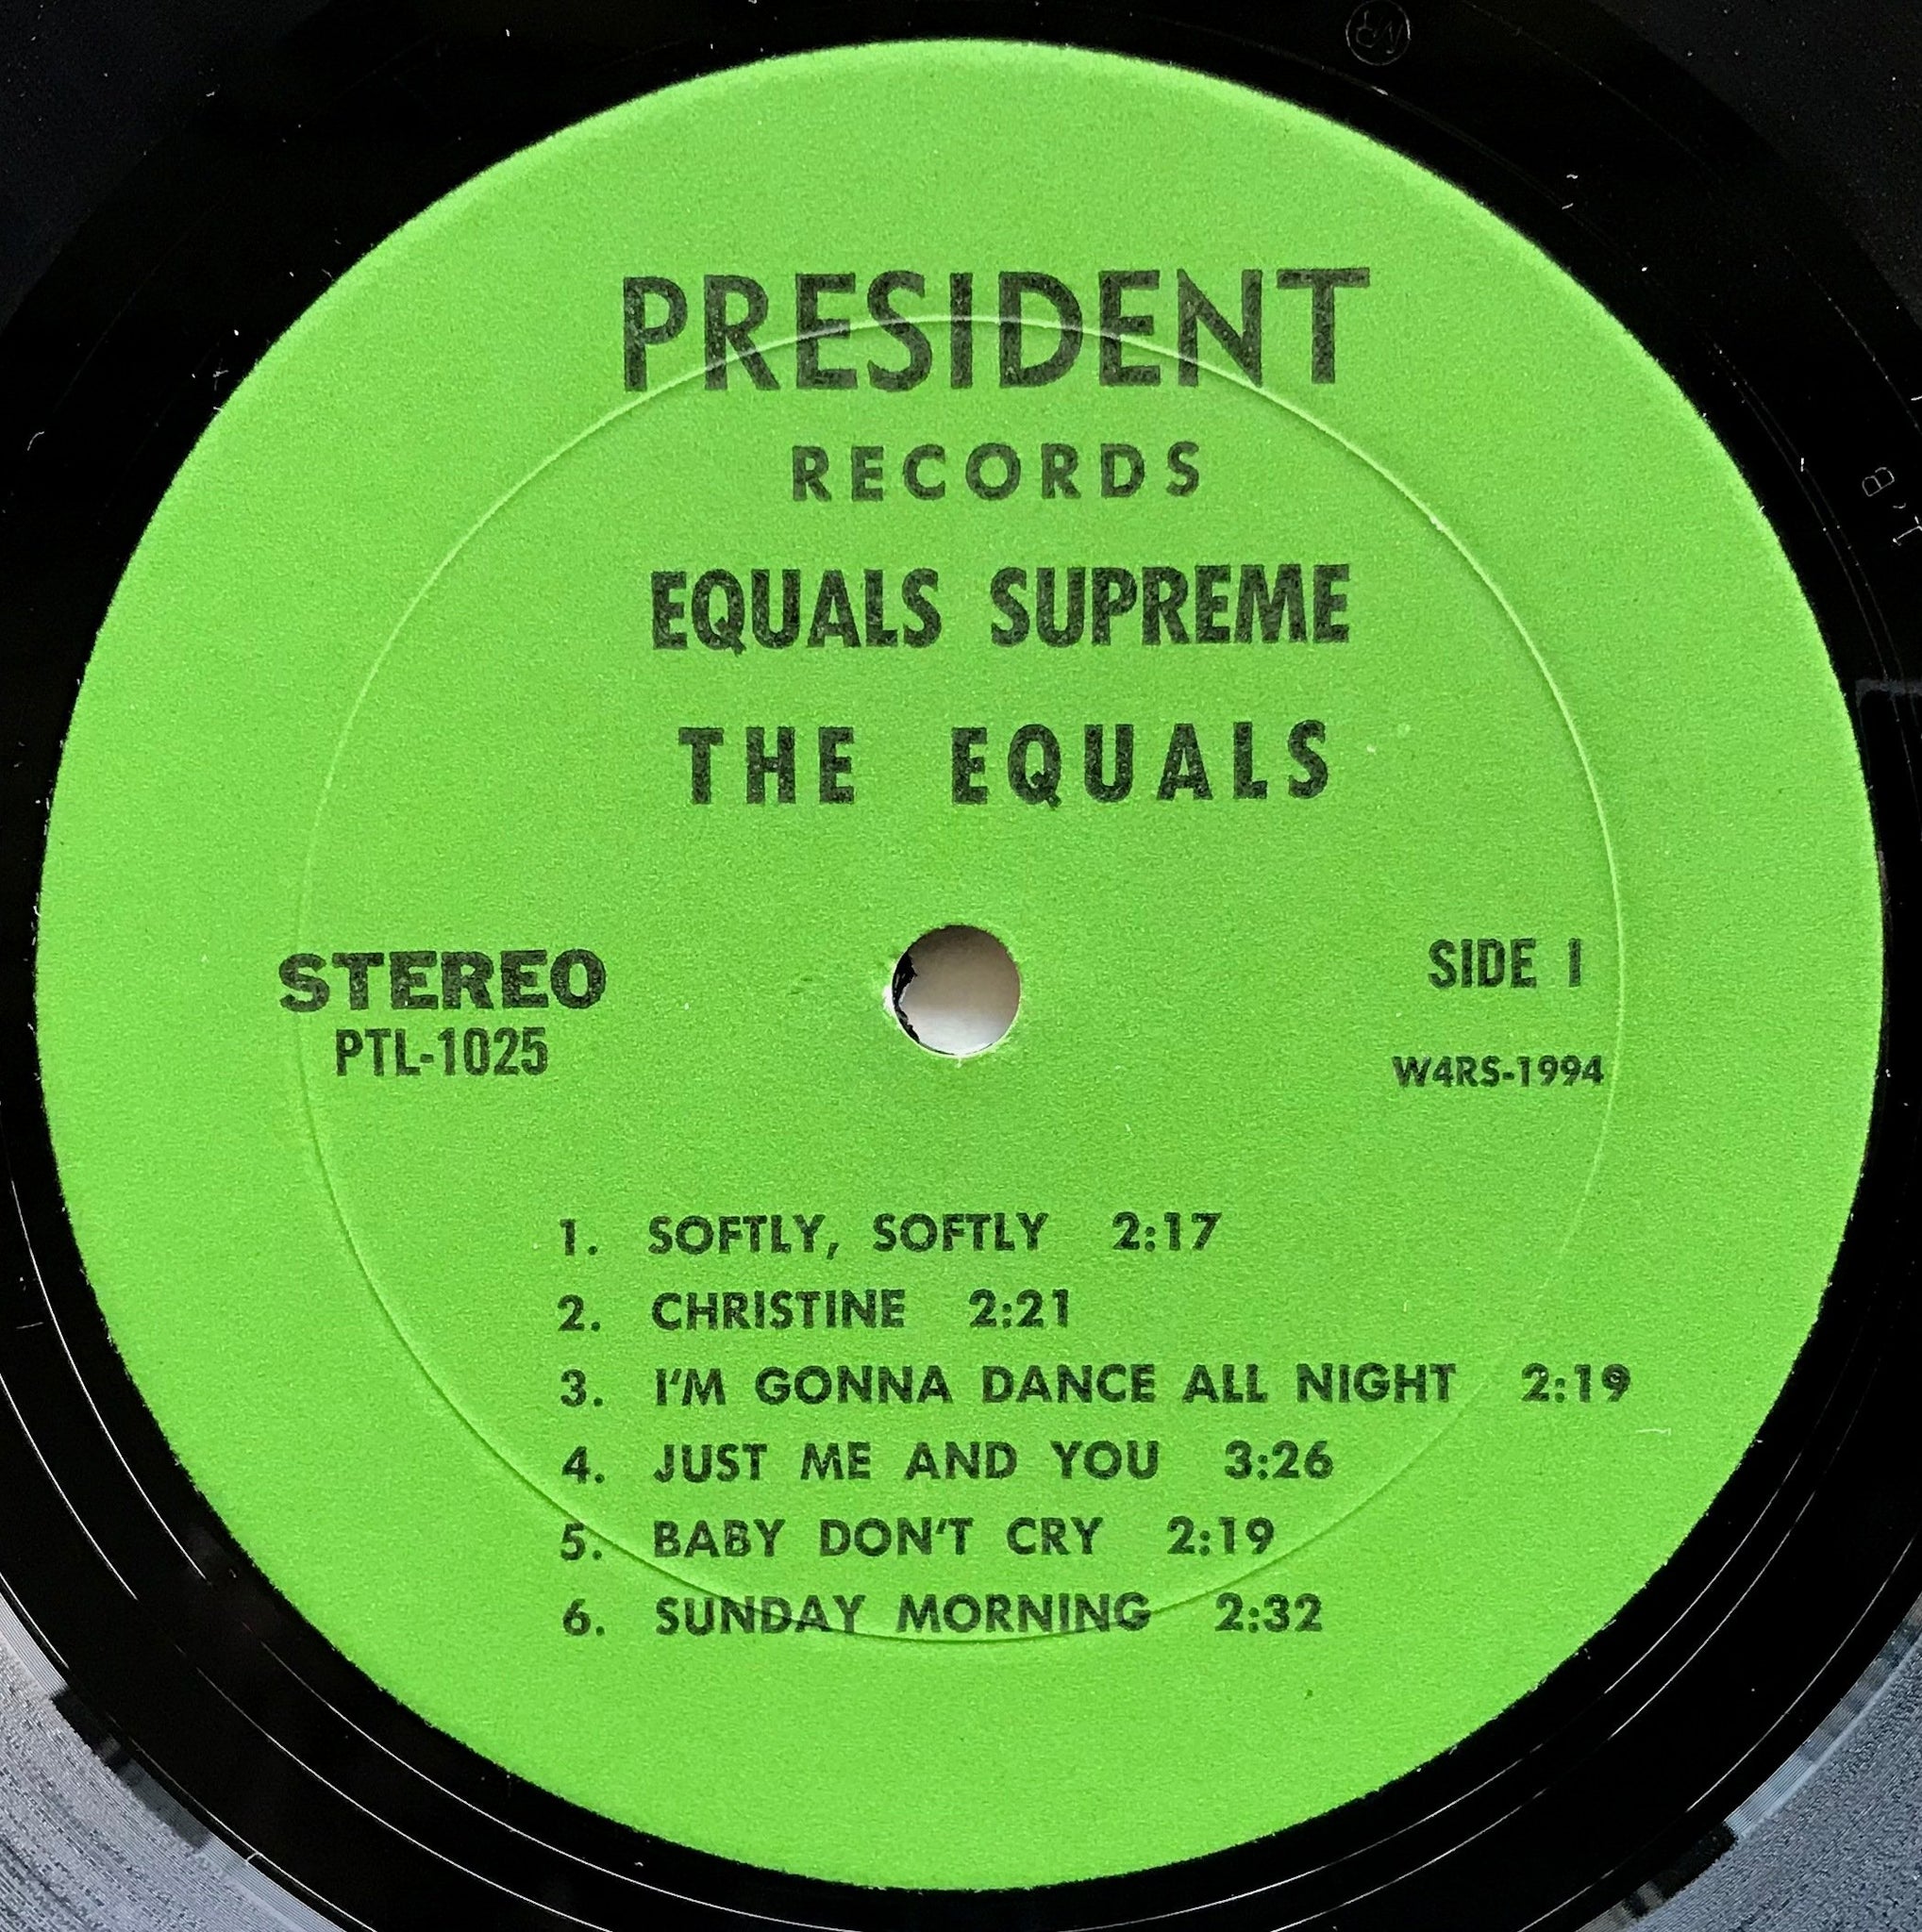 PRESIDENT
RECORDS
EQUALS SUPREME
THE EQUALS
STEREO
PTL-1025
SIDE 1
W4RS-1994
1. SOFTLY, SOFTLY 2:17
2. CHRISTINE 2:21
3. I'M GONNA DANCE ALL NIGHT 2:19
4. JUST ME AND YOU 3:26
5. BABY DON'T CRY 2:19
6. SUNDAY MORNING 2:32